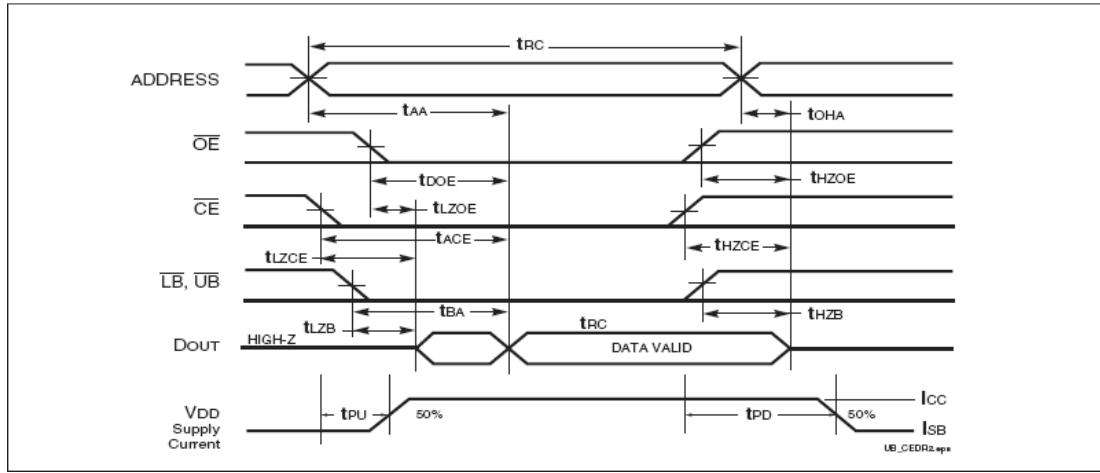 tRC
ADDRESS
tAA
tOHA
OE
tDOE
tHZOE
CE
tLZOE
tACE
tLZCE
tHZCE
LB, UB
tBA
tLZB
tHZB
tRC
DOUT
HIGH-Z
DATA VALID
ICC
tPU
50%
tPD
50%
VDD
Supply
Current
ISB
UB_CEDR2.eps